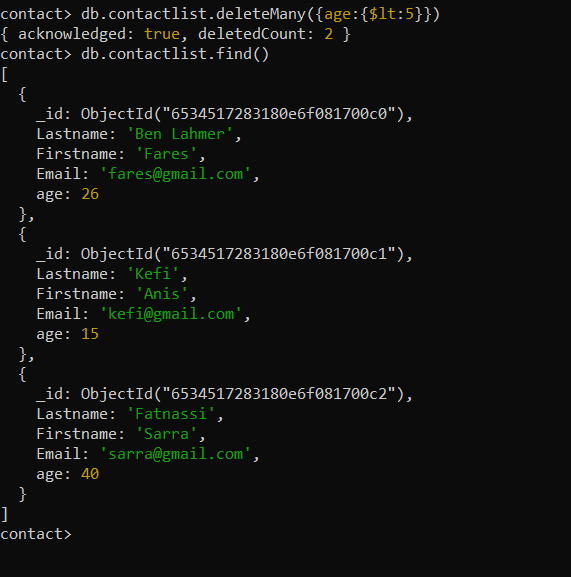 contact> db.contactlist.deleteMany({age:{$lt:5}})
{ acknowledged: true, deletedCount: 2 }
contact> db.contactlist.find()
[
  {
    _id: ObjectId("6534517283180e6f081700c0"),
    Lastname: 'Ben Lahmer',
    Firstname: 'Fares',
    Email: 'fares@gmail.com',
    age: 26
  },
  {
    _id: ObjectId("6534517283180e6f081700c1"),
    Lastname: 'Kefi',
    Firstname: 'Anis',
    Email: 'kefi@gmail.com',
    age: 15
  },
  {
    _id: ObjectId("6534517283180e6f081700c2"),
    Lastname: 'Fatnassi',
    Firstname: 'Sarra',
    Email: 'sarra@gmail.com',
    age: 40
  }
]
contact>